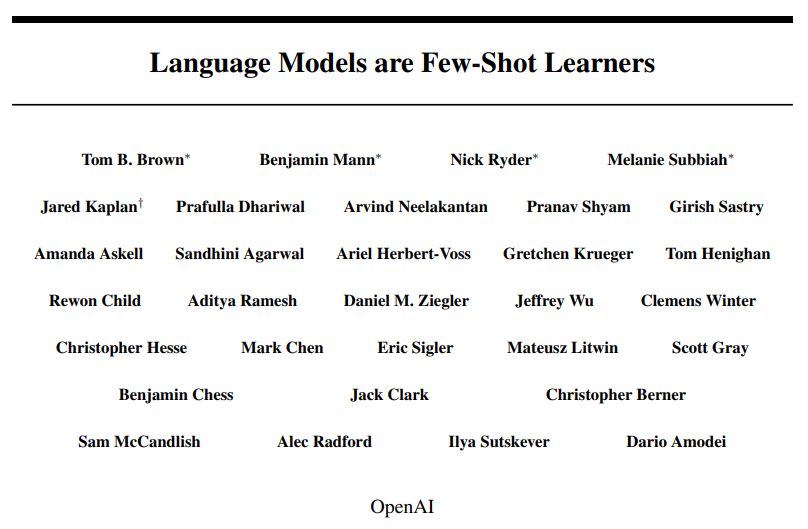 Language Models are Few-Shot Learners
Tom B. Brown* Benjamin Mann* Nick Ryder* Melanie Subbiah*
Jared Kaplan† Prafulla Dhariwal Arvind Neelakantan Pranav Shyam Girish Sastry
Amanda Askell Sandhini Agarwal Ariel Herbert-Voss Gretchen Krueger Tom Henighan
Rewon Child Aditya Ramesh Daniel M. Ziegler Jeffrey Wu Clemens Winter
Christopher Hesse Mark Chen Eric Sigler Mateusz Litwin Scott Gray
Benjamin Chess Jack Clark Christopher Berner
Sam McCandlish Alec Radford Ilya Sutskever Dario Amodei
OpenAI